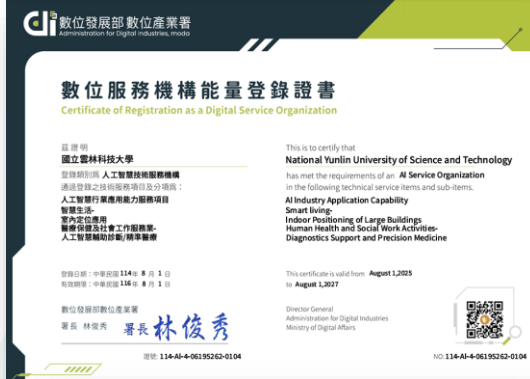 數位發展部 數位產業署
Administration for Digital Industries, moda
數位服務機構能量登錄證書
Certificate of Registration as a Digital Service Organization
茲證明
國立雲林科技大學
登錄類別為 人工智慧技術服務機構
通過登錄之技術服務項目及分項為：
人工智慧行業應用能力服務項目
智慧生活-
室內定位應用
醫療保健及社會工作服務業-
人工智慧輔助診斷/精準醫療
登錄日期：中華民國 114 年 8 月 1 日
有效期限：中華民國 116 年 8 月 1 日
數位發展部數位產業署
署長 林俊秀
署長 林俊秀
證號: 114-AI-4-06195262-0104
This is to certify that
National Yunlin University of Science and Technology
has met the requirements of an AI Service Organization
in the following technical service items and sub-items.
AI Industry Application Capability
Smart living-
Indoor Positioning of Large Buildings
Human Health and Social Work Activities-
Diagnostics Support and Precision Medicine
This certificate is valid from August 1,2025
to August 1,2027
Director General
Administration for Digital Industries
Ministry of Digital Affairs
NO: 114-AI-4-06195262-0104